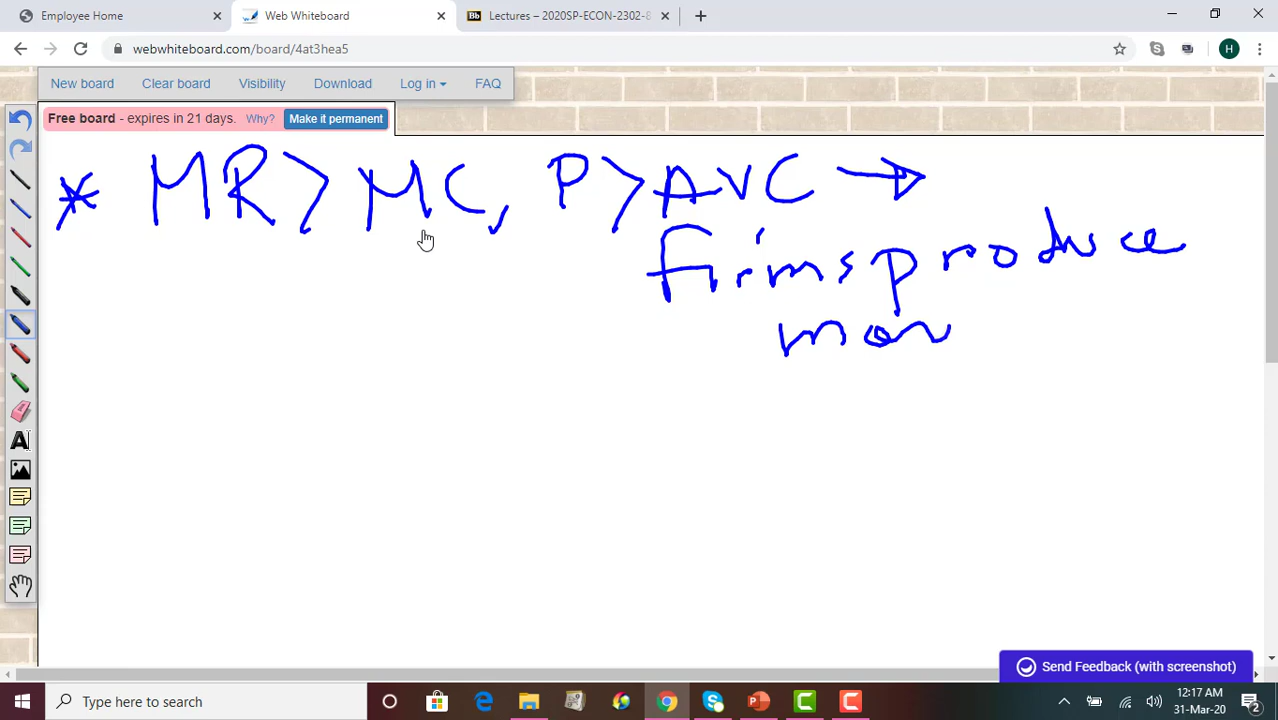 Employee Home
Web Whiteboard
Bb Lectures – 2020SP-ECON-2302-8
webwhiteboard.com/board/4at3hea5
H
New board Clear board Visibility Download Log in FAQ
Free board - expires in 21 days. Why? Make it permanent
* MR > MC, P > AVC →
Firms produce
more
A
Send Feedback (with screenshot)
Type here to search
12:17 AM
31-Mar-20
2